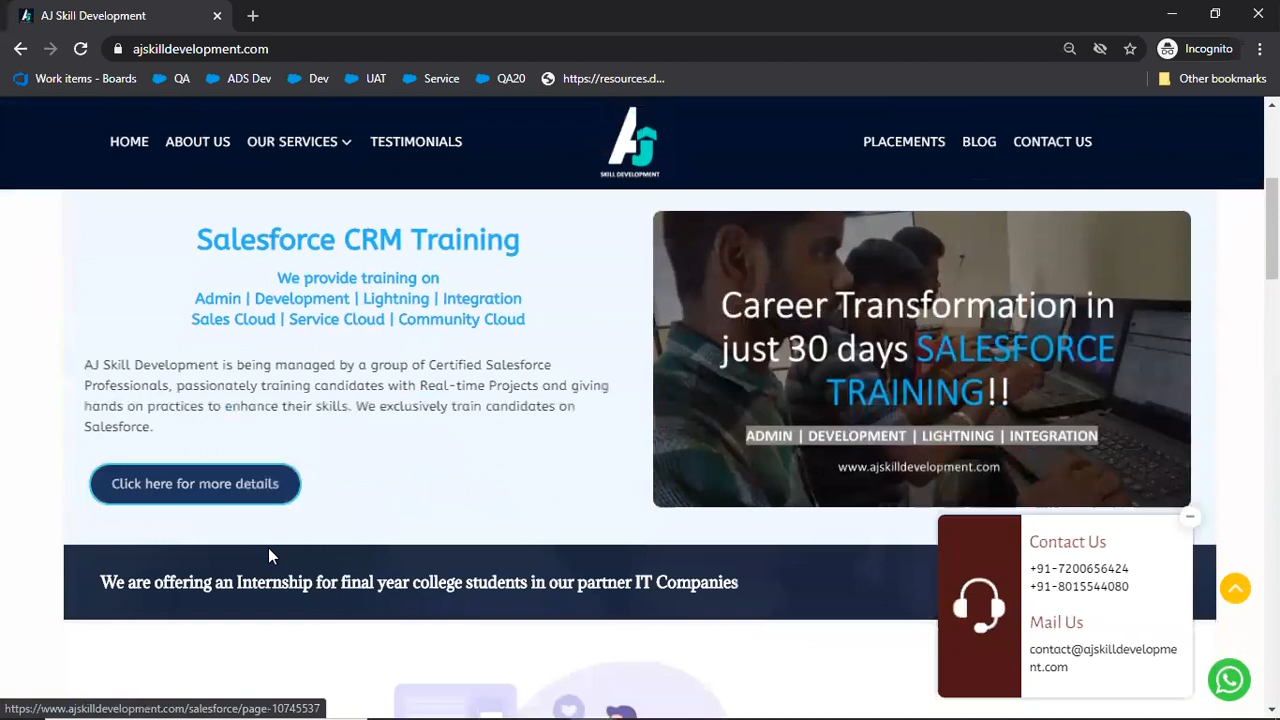 AJ Skill Development
ajskilldevelopment.com
Incognito
Work items - Boards
QA
ADS Dev
Dev
UAT
Service
QA20
https://resources.d...
Other bookmarks
HOME
ABOUT US
OUR SERVICES
TESTIMONIALS
AJ
SKILL DEVELOPMENT
PLACEMENTS
BLOG
CONTACT US
Salesforce CRM Training
We provide training on
Admin | Development | Lightning | Integration
Sales Cloud | Service Cloud | Community Cloud
AJ Skill Development is being managed by a group of Certified Salesforce
Professionals, passionately training candidates with Real-time Projects and giving
hands on practices to enhance their skills. We exclusively train candidates on
Salesforce.
Click here for more details
Career Transformation in
just 30 days SALESFORCE
TRAINING!!
ADMIN | DEVELOPMENT | LIGHTNING | INTEGRATION
www.ajskilldevelopment.com
We are offering an Internship for final year college students in our partner IT Companies
Contact Us
+91-7200656424
+91-8015544080
Mail Us
contact@ajskilldevelopme
nt.com
https://www.ajskilldevelopment.com/salesforce/page-10745537